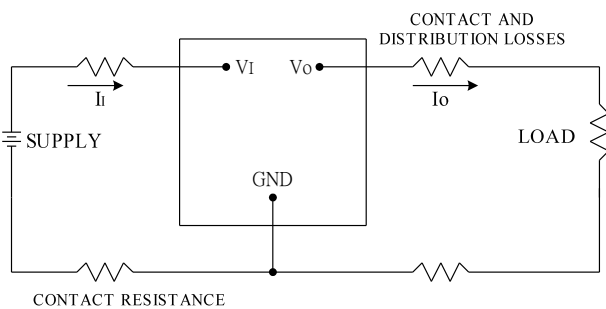 CONTACT AND
DISTRIBUTION LOSSES
VI
VO
II
IO
SUPPLY
LOAD
GND
CONTACT RESISTANCE